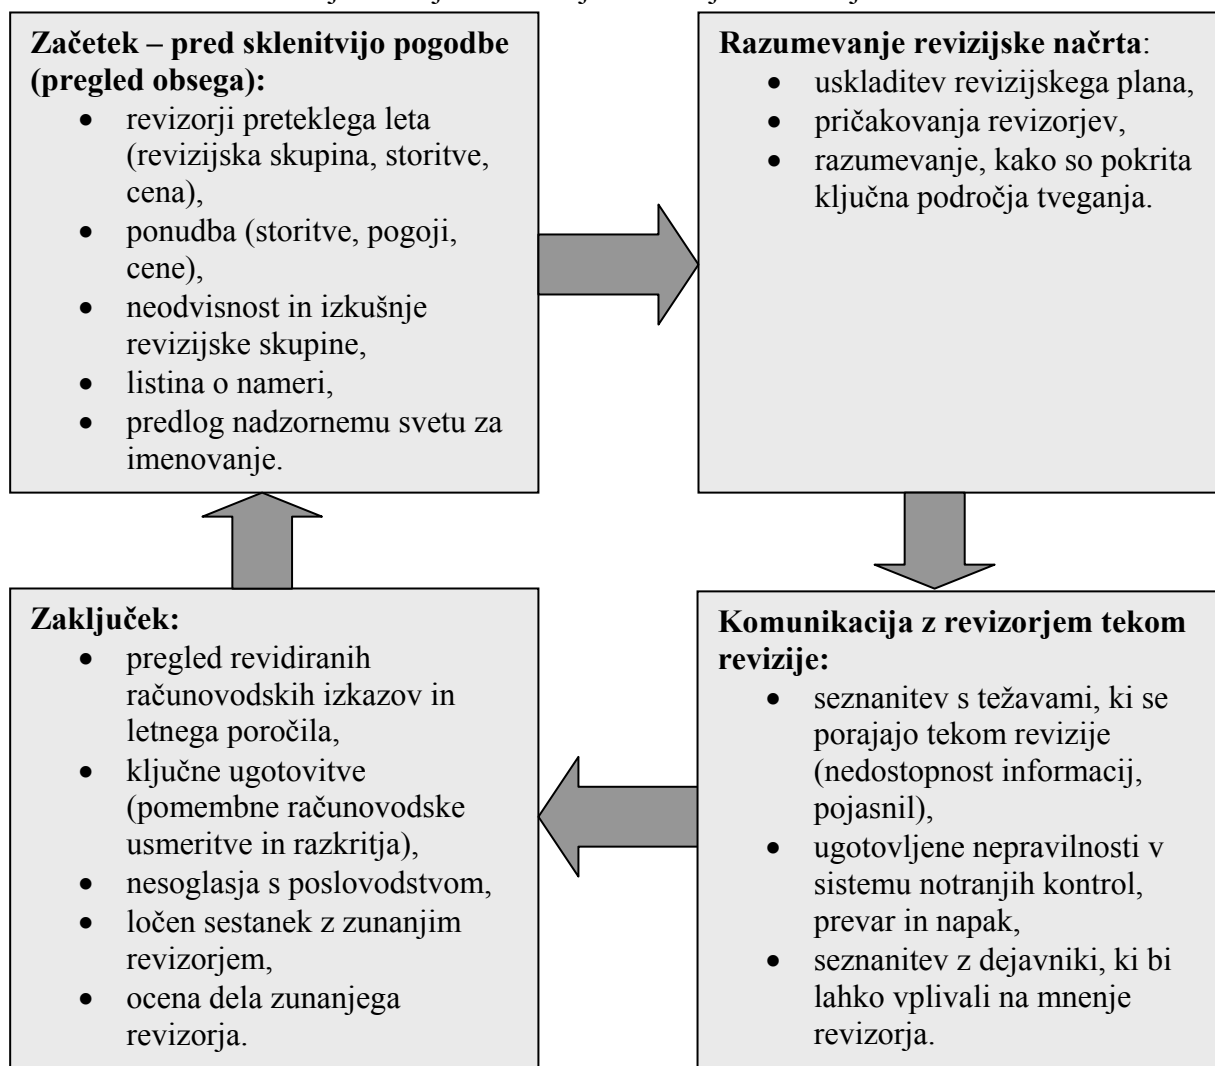 Začetek – pred sklenitvijo pogodbe
(pregled obsega):
• revizorji preteklega leta
(revizijska skupina, storitve,
cena),
• ponudba (storitve, pogoji,
cene),
• neodvisnost in izkušnje
revizijske skupine,
• listina o nameri,
• predlog nadzornemu svetu za
imenovanje.
Razumevanje revizijske načrta:
• uskladitev revizijskega plana,
• pričakovanja revizorjev,
• razumevanje, kako so pokrita
ključna področja tveganja.
Komunikacija z revizorjem tekom
revizije:
• seznanitev s težavami, ki se
porajajo tekom revizije
(nedostopnost informacij,
pojasnil),
• ugotovljene nepravilnosti v
sistemu notranjih kontrol,
prevar in napak,
• seznanitev z dejavniki, ki bi
lahko vplivali na mnenje
revizorja.
Zaključek:
• pregled revidiranih
računovodskih izkazov in
letnega poročila,
• ključne ugotovitve
(pomembne računovodske
usmeritve in razkritja),
• nesoglasja s poslovodstvom,
• ločen sestanek z zunanjim
revizorjem,
• ocena dela zunanjega
revizorja.